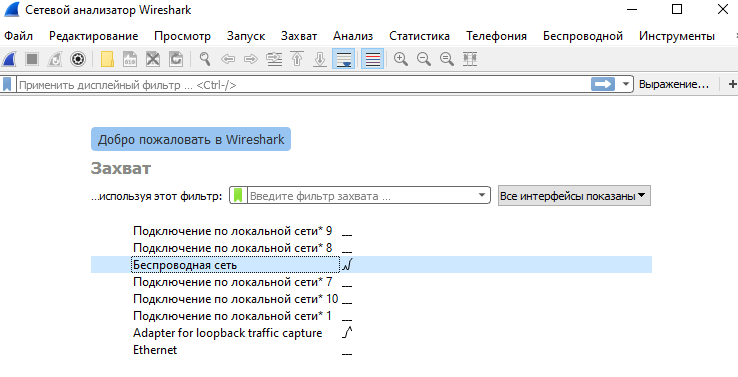 Сетевой анализатор Wireshark
Файл Редактирование Просмотр Запуск Захват Анализ Статистика Телефония Беспроводной Инструменты
Применить дисплейный фильтр ... <Ctrl-/> Выражение... +
Добро пожаловать в Wireshark
Захват
...используя этот фильтр: Введите фильтр захвата ... Все интерфейсы показаны
Подключение по локальной сети* 9
Подключение по локальной сети* 8
Беспроводная сеть
Подключение по локальной сети* 7
Подключение по локальной сети* 10
Подключение по локальной сети* 1
Adapter for loopback traffic capture
Ethernet